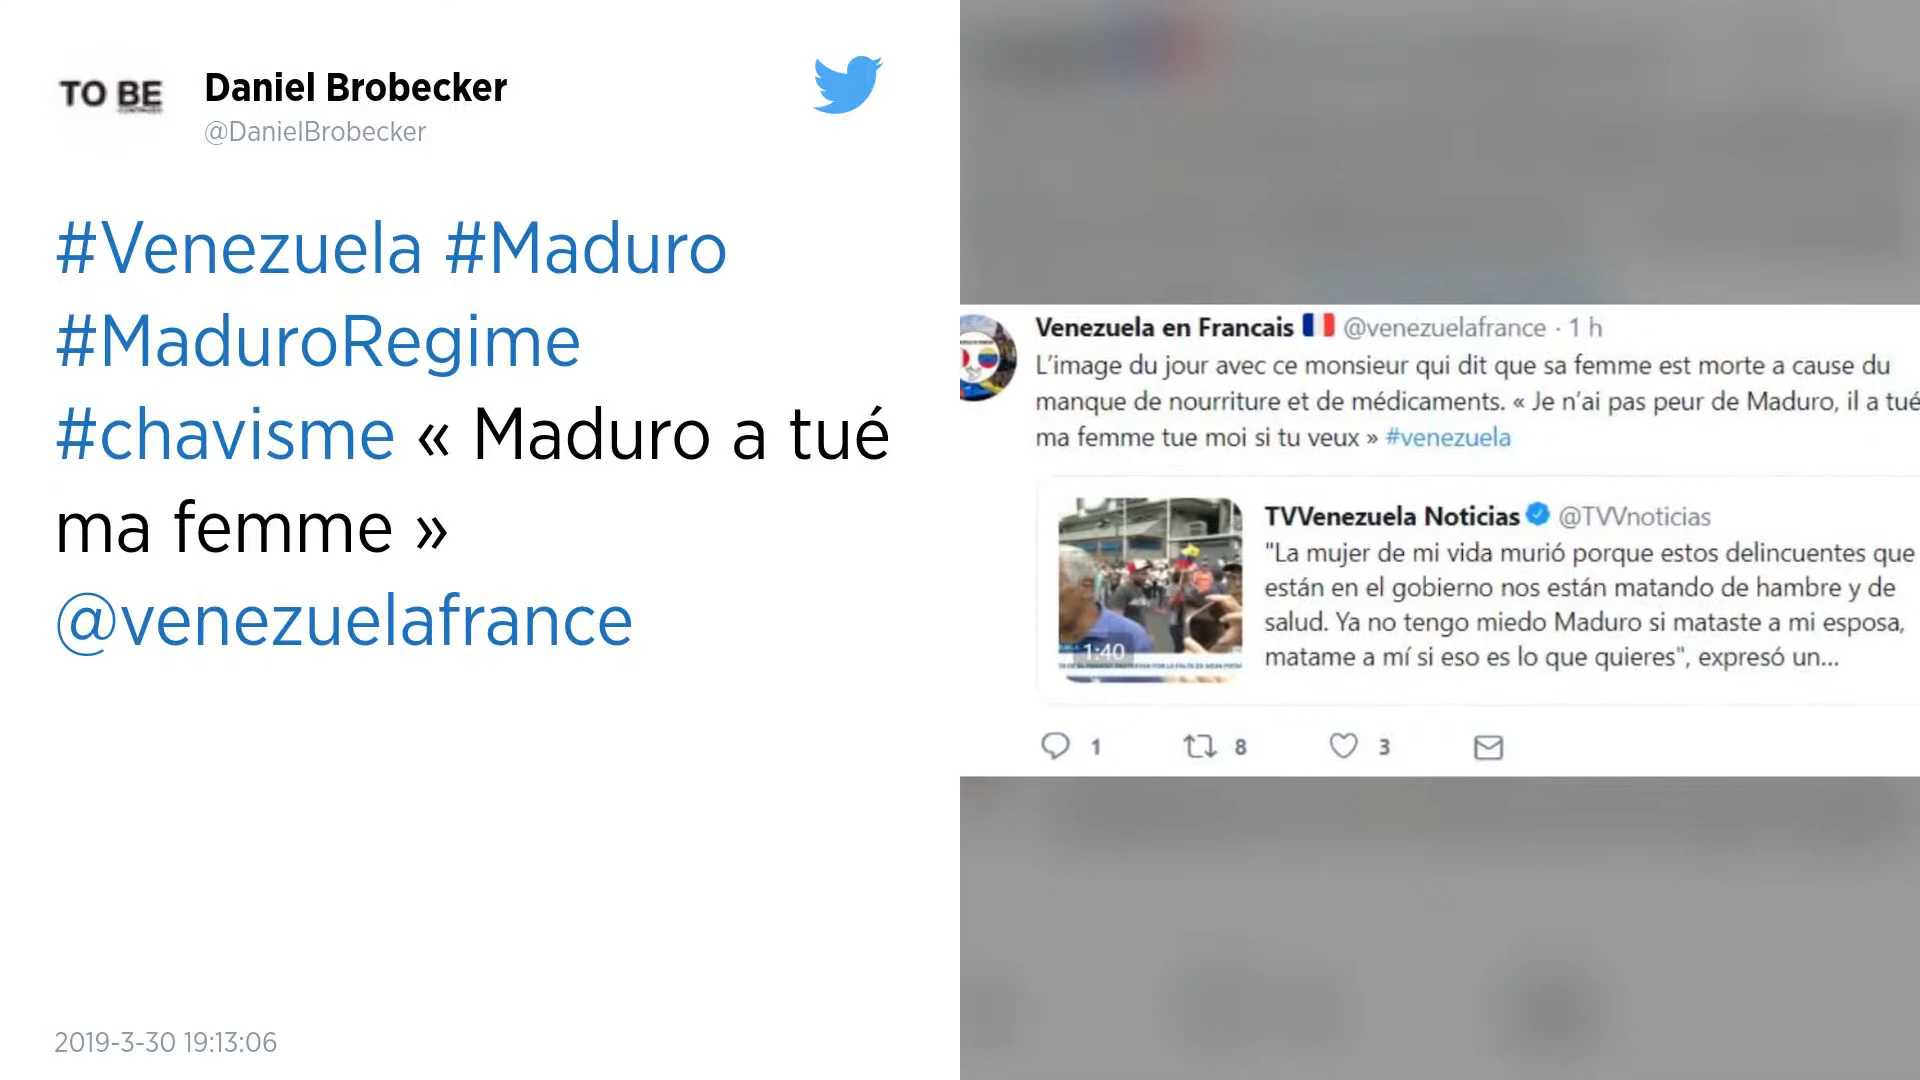 TO BE
Daniel Brobecker
@DanielBrobecker
#Venezuela #Maduro
#MaduroRegime
#chavisme « Maduro a tué
ma femme »
@venezuelafrance
2019-3-30 19:13:06
Venezuela en Francais @venezuelafrance · 1 h
L'image du jour avec ce monsieur qui dit que sa femme est morte a cause du
manque de nourriture et de médicaments. « Je n'ai pas peur de Maduro, il a tué
ma femme tue moi si tu veux » #venezuela
TVVenezuela Noticias @TVVnoticias
"La mujer de mi vida murió porque estos delincuentes que
están en el gobierno nos están matando de hambre y de
salud. Ya no tengo miedo Maduro si mataste a mi esposa,
matame a mí si eso es lo que quieres", expresó un...
1:40
1 8 3